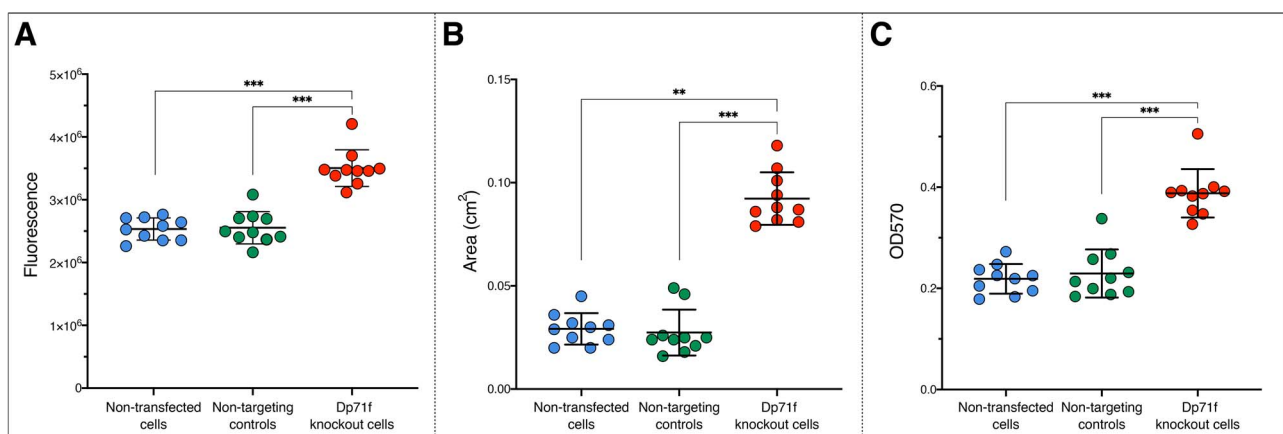 A
Fluorescence
5×10⁶
4×10⁶
3×10⁶
2×10⁶
1×10⁶
0
***
***
Non-transfected
cells
Non-targeting
controls
Dp71f
knockout cells
B
Area (cm²)
0.15
0.10
0.05
0.00
**
***
Non-transfected
cells
Non-targeting
controls
Dp71f
knockout cells
C
OD570
0.6
0.4
0.2
0.0
***
***
Non-transfected
cells
Non-targeting
controls
Dp71f
knockout cells